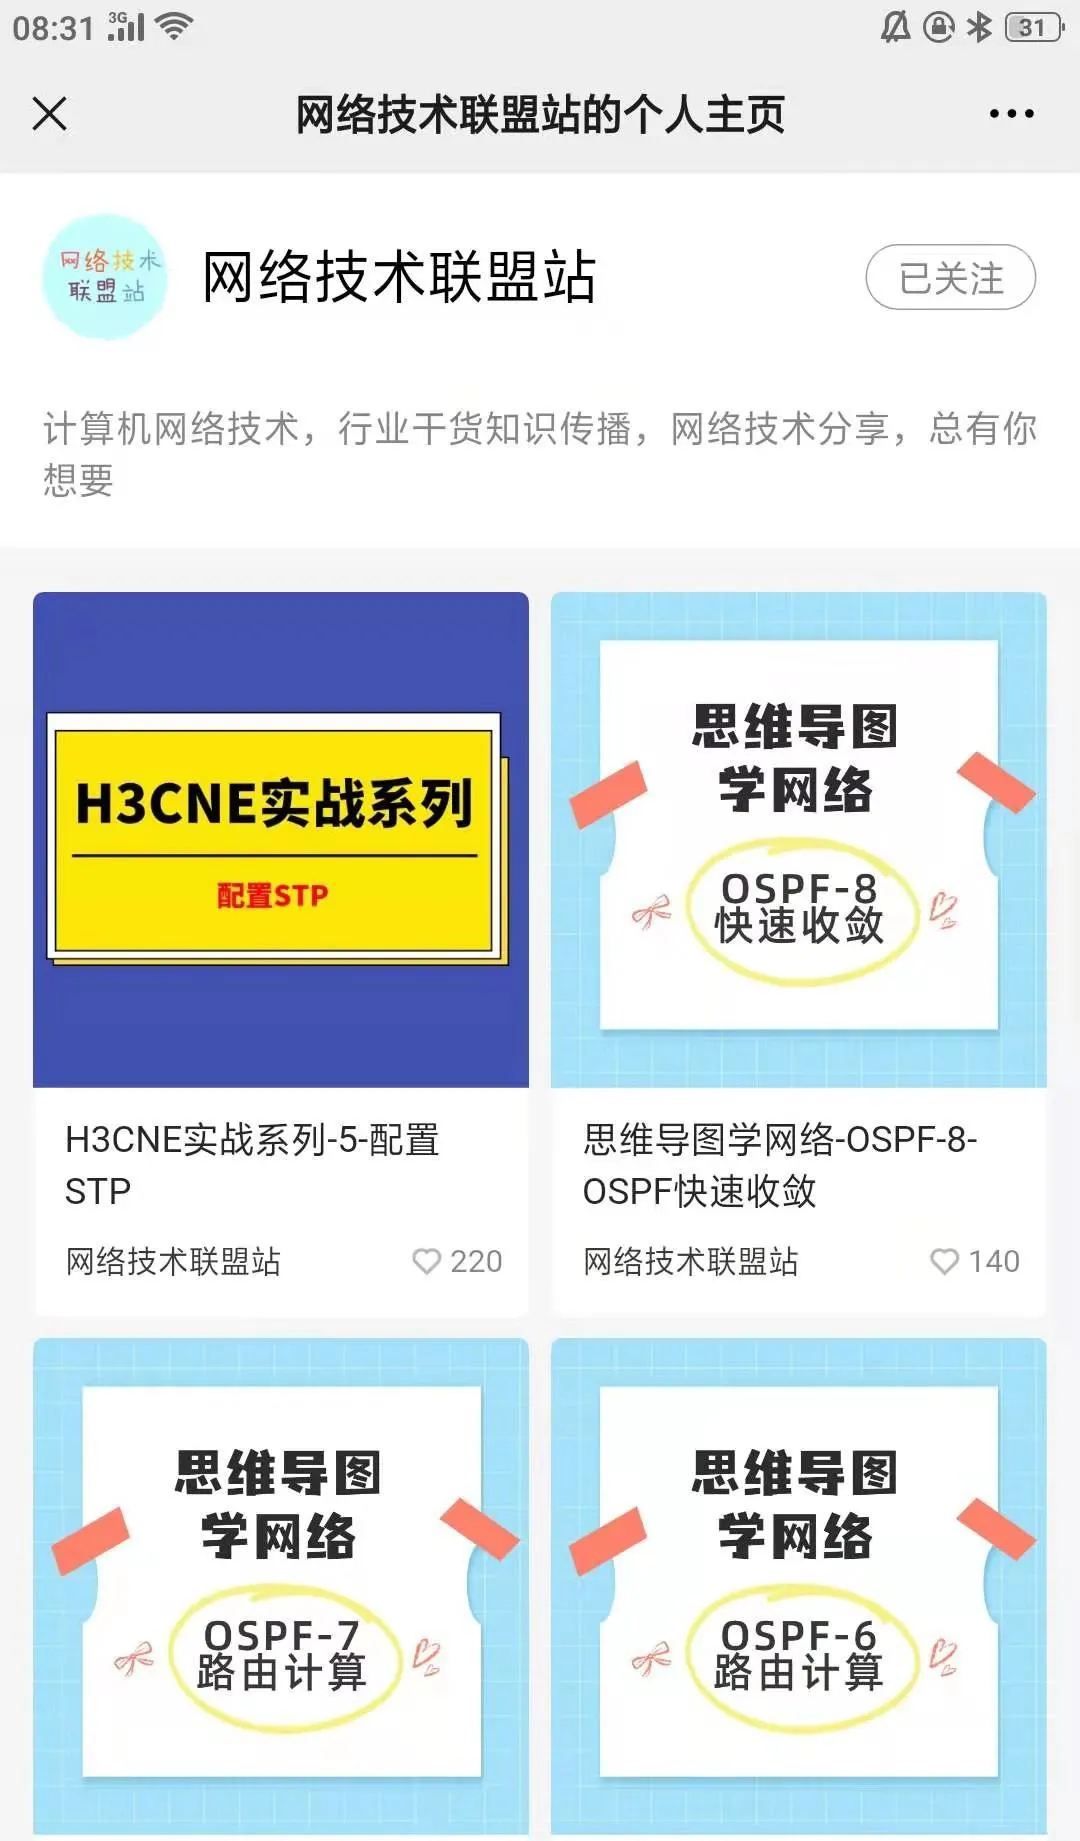 08:31 3G 31
网络技术联盟站的个人主页
网络技术
联盟站
网络技术联盟站
已关注
计算机网络技术，行业干货知识传播，网络技术分享，总有你
想要
H3CNE实战系列
配置STP
思维导图
学网络
OSPF-8
快速收敛
H3CNE实战系列-5-配置
STP
网络技术联盟站
220
思维导图学网络-OSPF-8-
OSPF快速收敛
网络技术联盟站
140
思维导图
学网络
OSPF-7
路由计算
思维导图
学网络
OSPF-6
路由计算